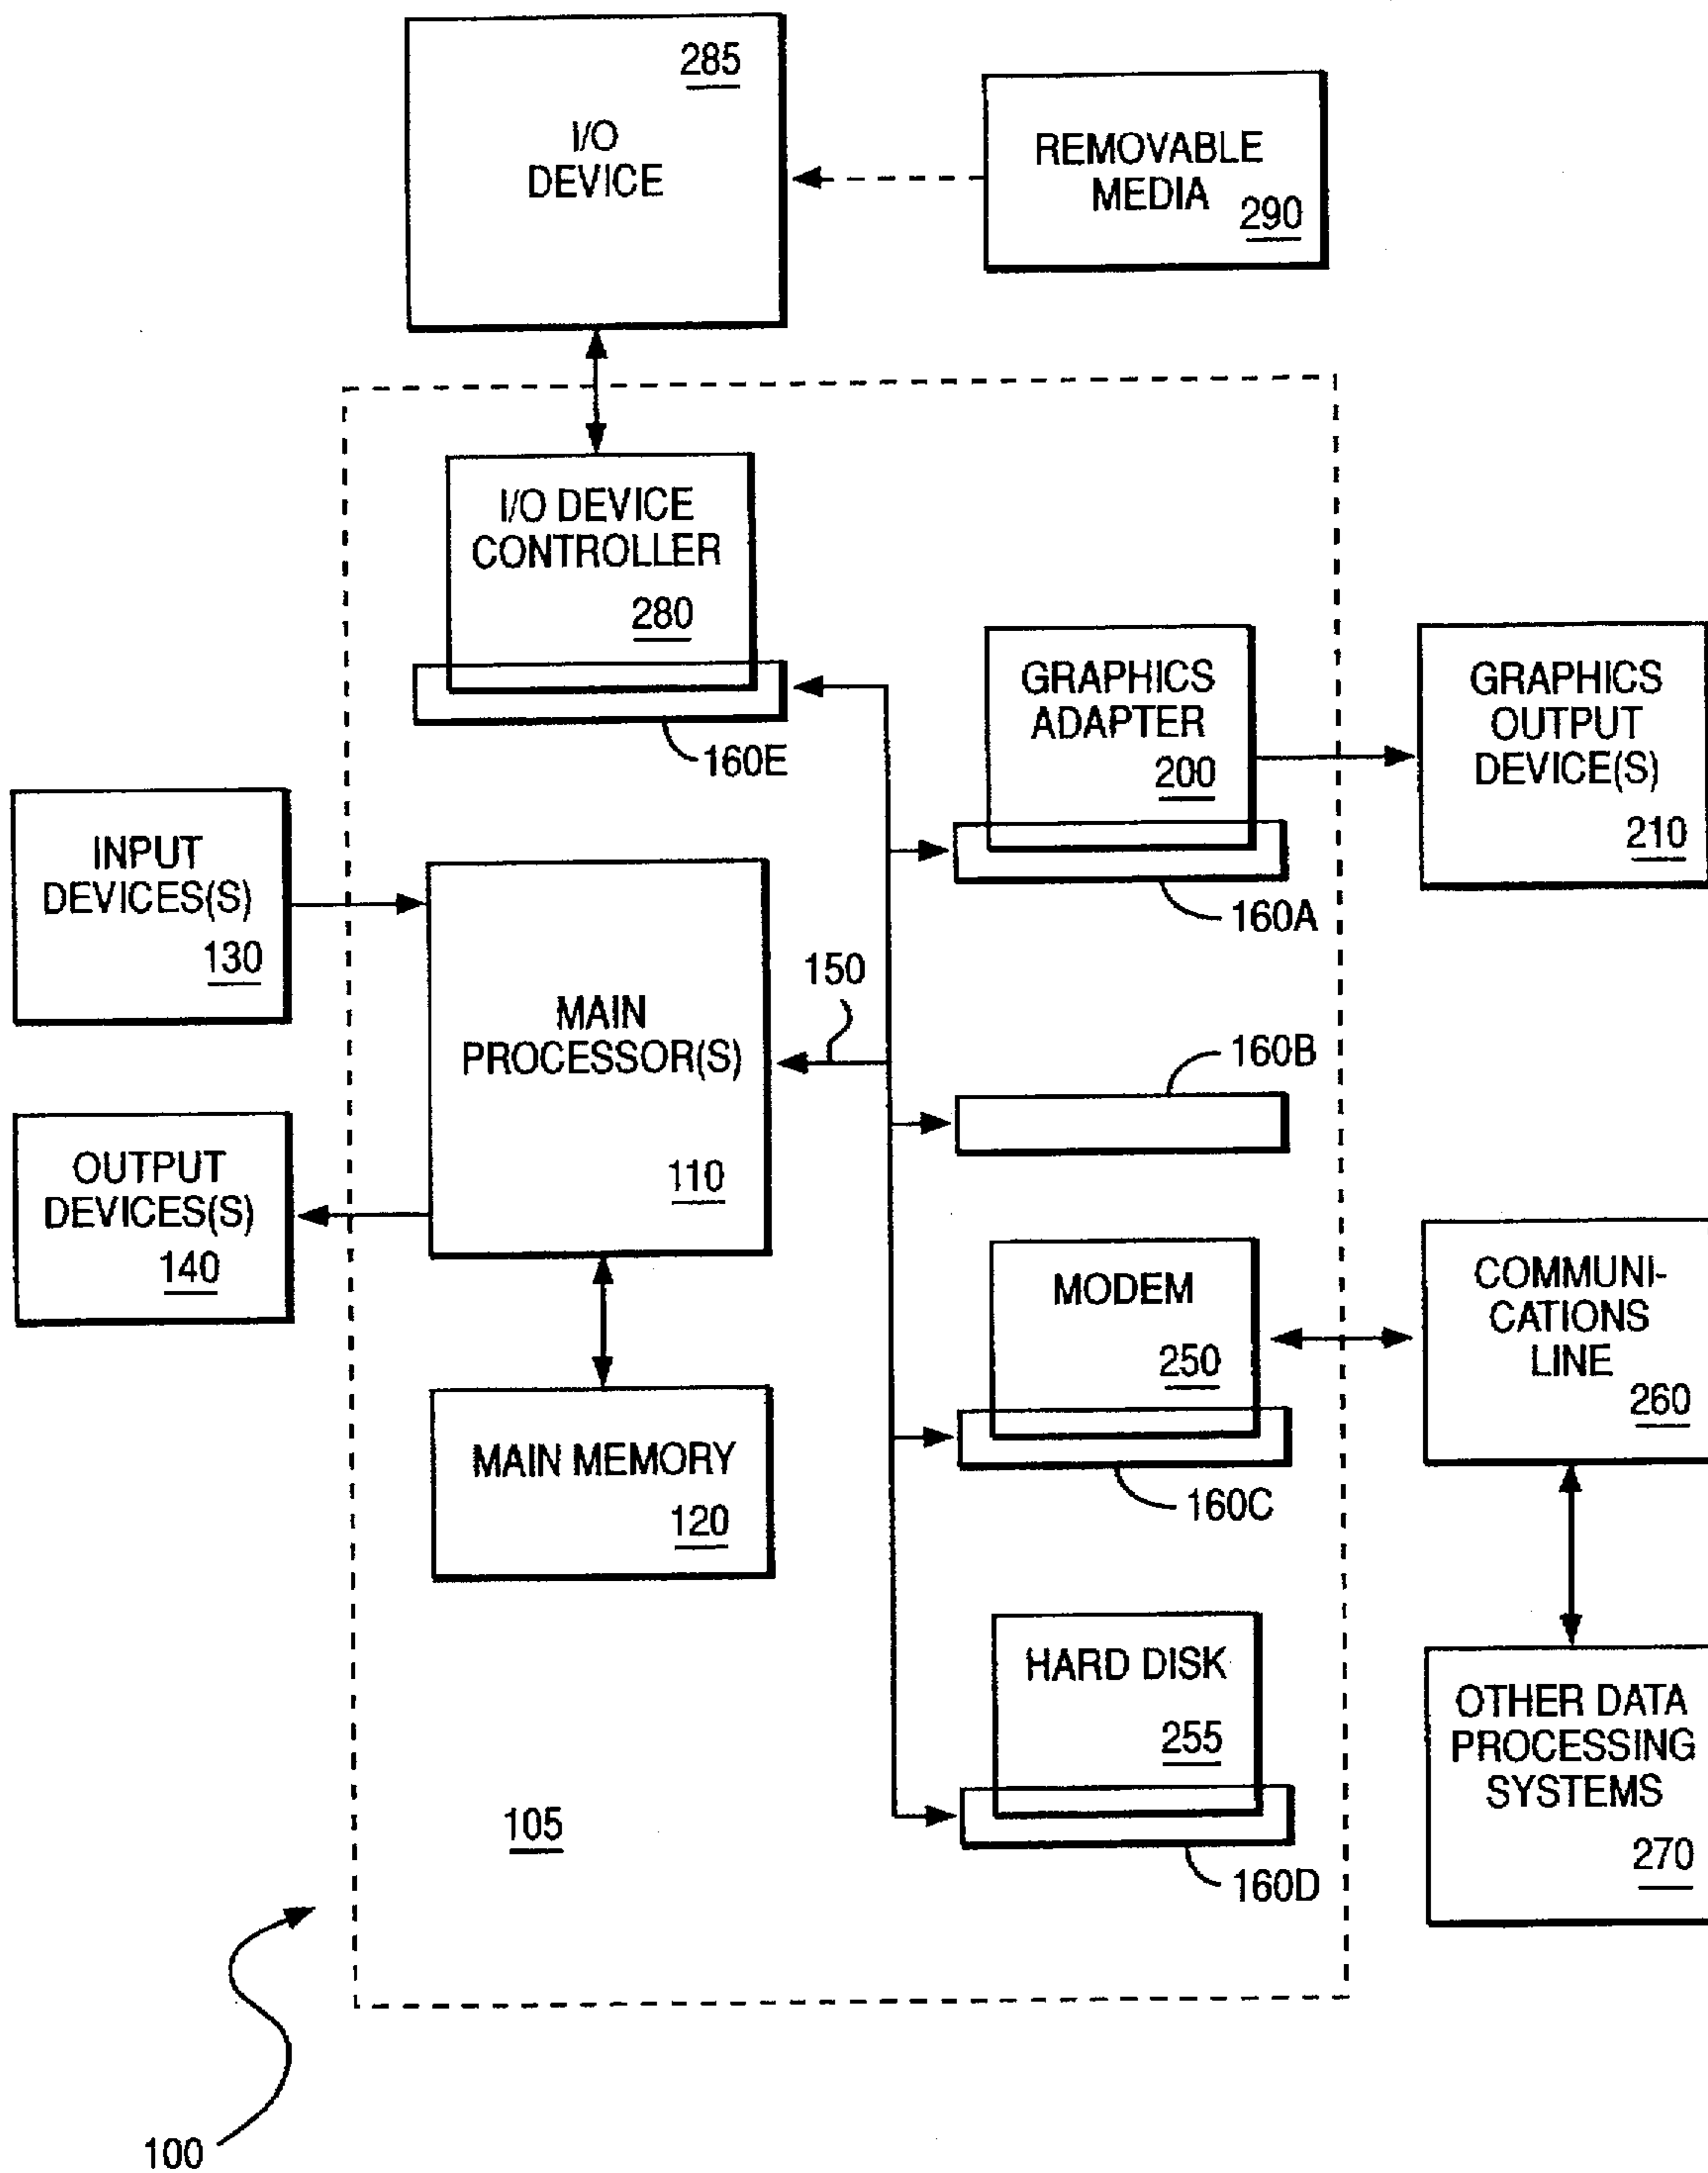 285
I/O
DEVICE
REMOVABLE
MEDIA
290
I/O DEVICE
CONTROLLER
280
160E
GRAPHICS
ADAPTER
200
160A
GRAPHICS
OUTPUT
DEVICE(S)
210
INPUT
DEVICES(S)
130
150
MAIN
PROCESSOR(S)
110
160B
OUTPUT
DEVICES(S)
140
MODEM
250
160C
COMMUNI-
CATIONS
LINE
260
MAIN MEMORY
120
HARD DISK
255
160D
OTHER DATA
PROCESSING
SYSTEMS
270
105
100